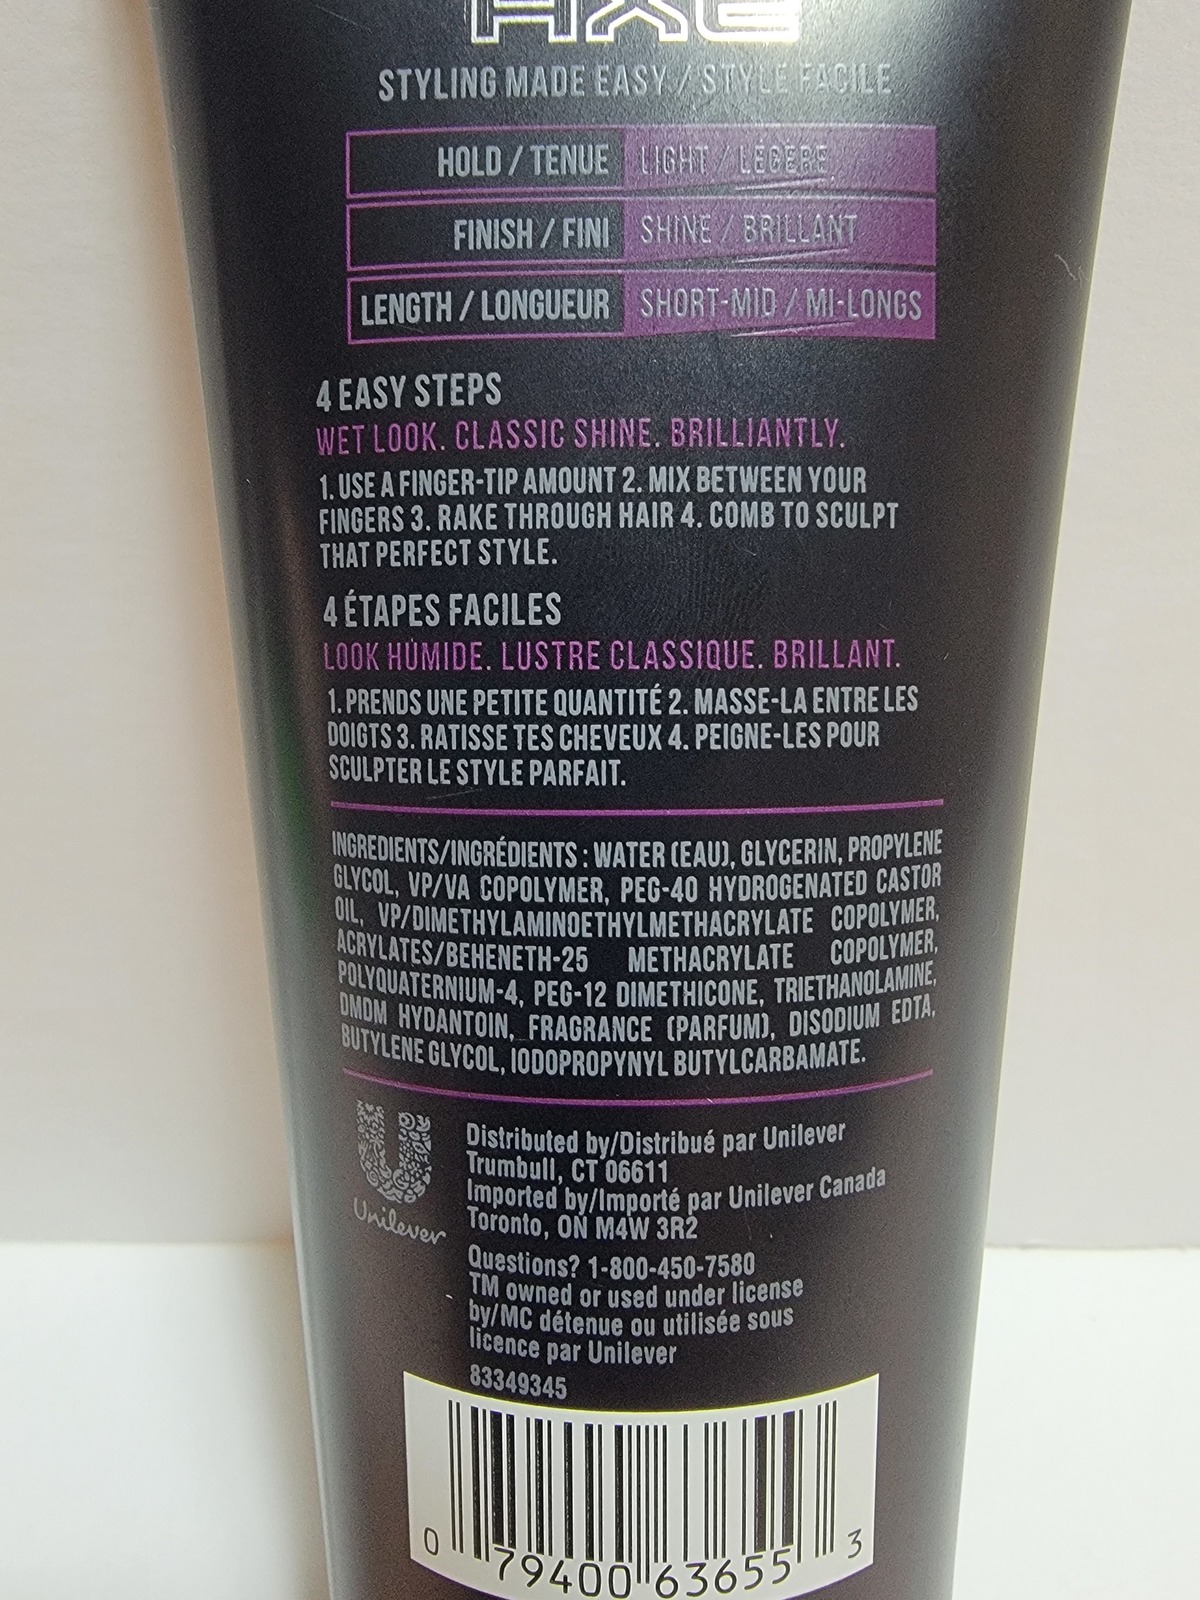 AXE
STYLING MADE EASY / STYLE FACILE
HOLD / TENUE LIGHT / LÉGÈRE
FINISH / FINI SHINE / BRILLANT
LENGTH / LONGUEUR SHORT-MID / MI-LONGS
4 EASY STEPS
WET LOOK. CLASSIC SHINE. BRILLIANTLY.
1. USE A FINGER-TIP AMOUNT 2. MIX BETWEEN YOUR
FINGERS 3. RAKE THROUGH HAIR 4. COMB TO SCULPT
THAT PERFECT STYLE.
4 ÉTAPES FACILES
LOOK HUMIDE. LUSTRE CLASSIQUE. BRILLANT.
1. PRENDS UNE PETITE QUANTITÉ 2. MASSE-LA ENTRE LES
DOIGTS 3. RATISSE TES CHEVEUX 4. PEIGNE-LES POUR
SCULPTER LE STYLE PARFAIT.
INGREDIENTS/INGRÉDIENTS : WATER (EAU), GLYCERIN, PROPYLENE
GLYCOL, VP/VA COPOLYMER, PEG-40 HYDROGENATED CASTOR
OIL, VP/DIMETHYLAMINOETHYLMETHACRYLATE COPOLYMER,
ACRYLATES/BEHENETH-25 METHACRYLATE COPOLYMER,
POLYQUATERNIUM-4, PEG-12 DIMETHICONE, TRIETHANOLAMINE,
DMDM HYDANTOIN, FRAGRANCE (PARFUM), DISODIUM EDTA,
BUTYLENE GLYCOL, IODOPROPYNYL BUTYLCARBAMATE.
Unilever
Distributed by/Distribué par Unilever
Trumbull, CT 06611
Imported by/Importé par Unilever Canada
Toronto, ON M4W 3R2
Questions? 1-800-450-7580
TM owned or used under license
by/MC détenue ou utilisée sous
licence par Unilever
83349345
0 79400 63655 3